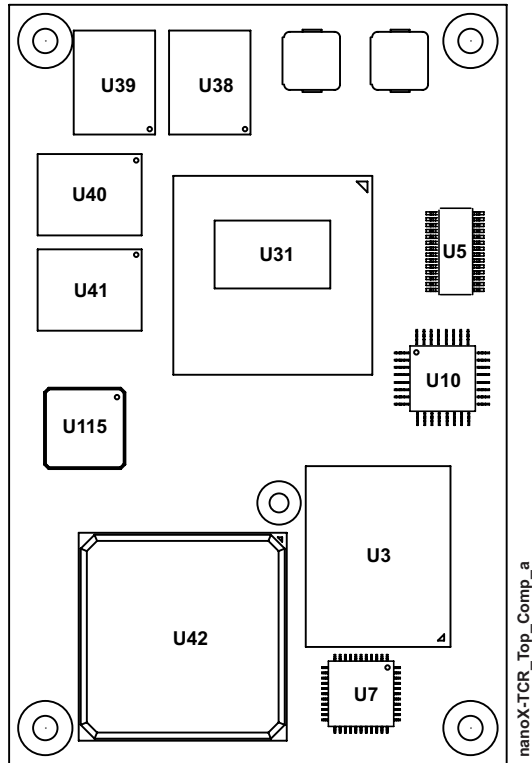 U39
U38
U40
U31
U5
U41
U10
U115
U3
U42
U7
nanoX-TCR_Top_Comp_a